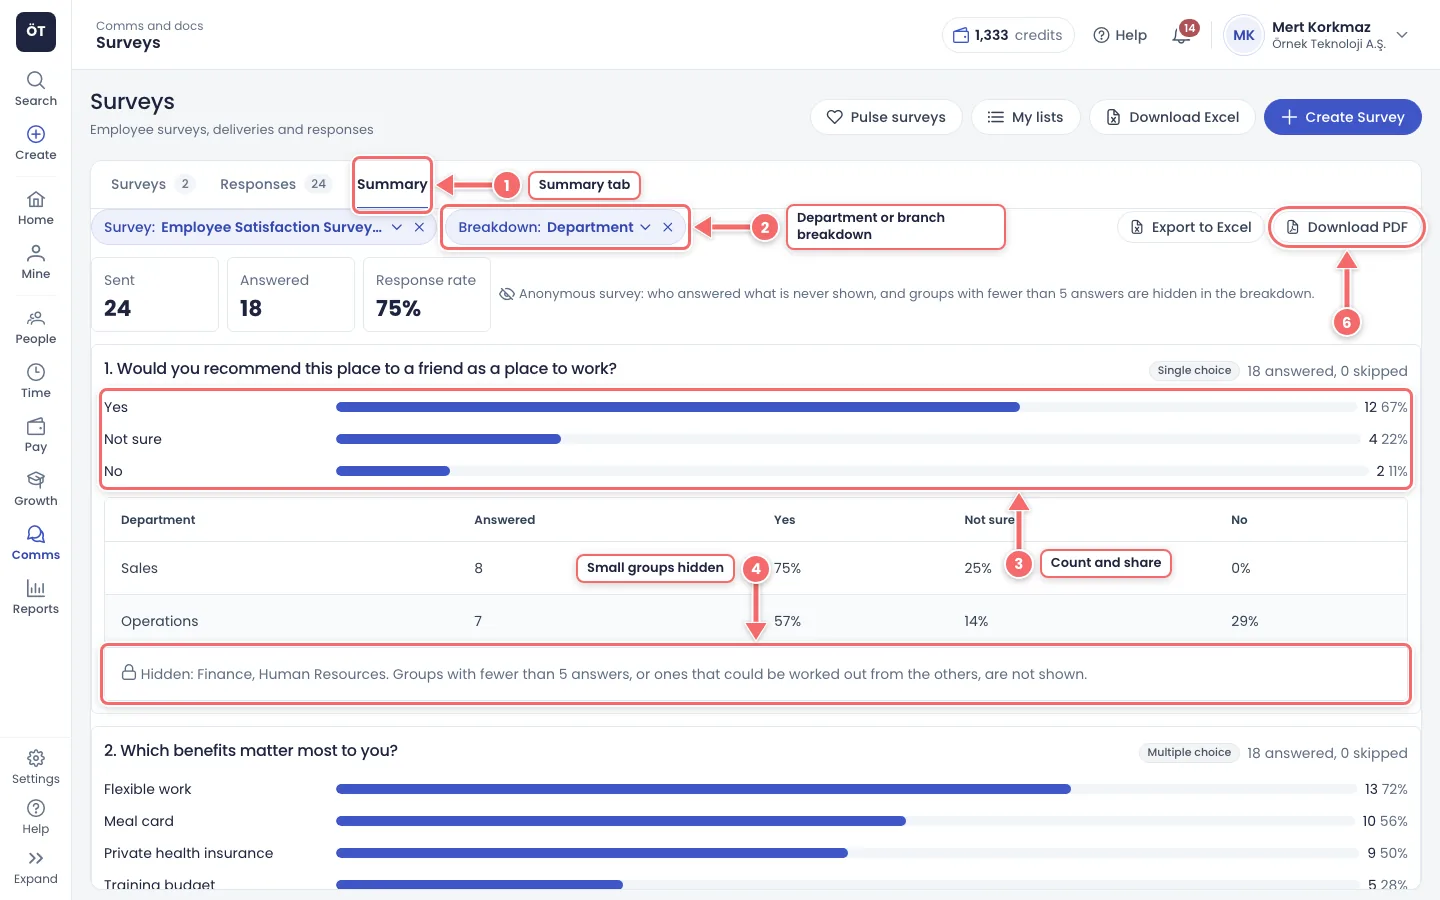 ÖT
Comms and docs
Surveys
1,333 credits
Help
14
MK
Mert Korkmaz
Örnek Teknoloji A.Ş.
Search
Create
Home
Mine
People
Time
Pay
Growth
Comms
Reports
Settings
Help
Expand
Surveys
Employee surveys, deliveries and responses
Pulse surveys
My lists
Download Excel
Create Survey
Surveys 2
Responses 24
Summary
1
Summary tab
Survey: Employee Satisfaction Survey...
Breakdown: Department
2
Department or branch
breakdown
Export to Excel
Download PDF
6
Sent
24
Answered
18
Response rate
75%
Anonymous survey: who answered what is never shown, and groups with fewer than 5 answers are hidden in the breakdown.
1. Would you recommend this place to a friend as a place to work?
Single choice
18 answered, 0 skipped
Yes 12 67%
Not sure 4 22%
No 2 11%
Department Answered Yes Not sure No
Sales 8 75% 25% 0%
Small groups hidden
4
3
Count and share
Operations 7 57% 14% 29%
Hidden: Finance, Human Resources. Groups with fewer than 5 answers, or ones that could be worked out from the others, are not shown.
2. Which benefits matter most to you?
Multiple choice
18 answered, 0 skipped
Flexible work 13 72%
Meal card 10 56%
Private health insurance 9 50%
Training budget 5 28%